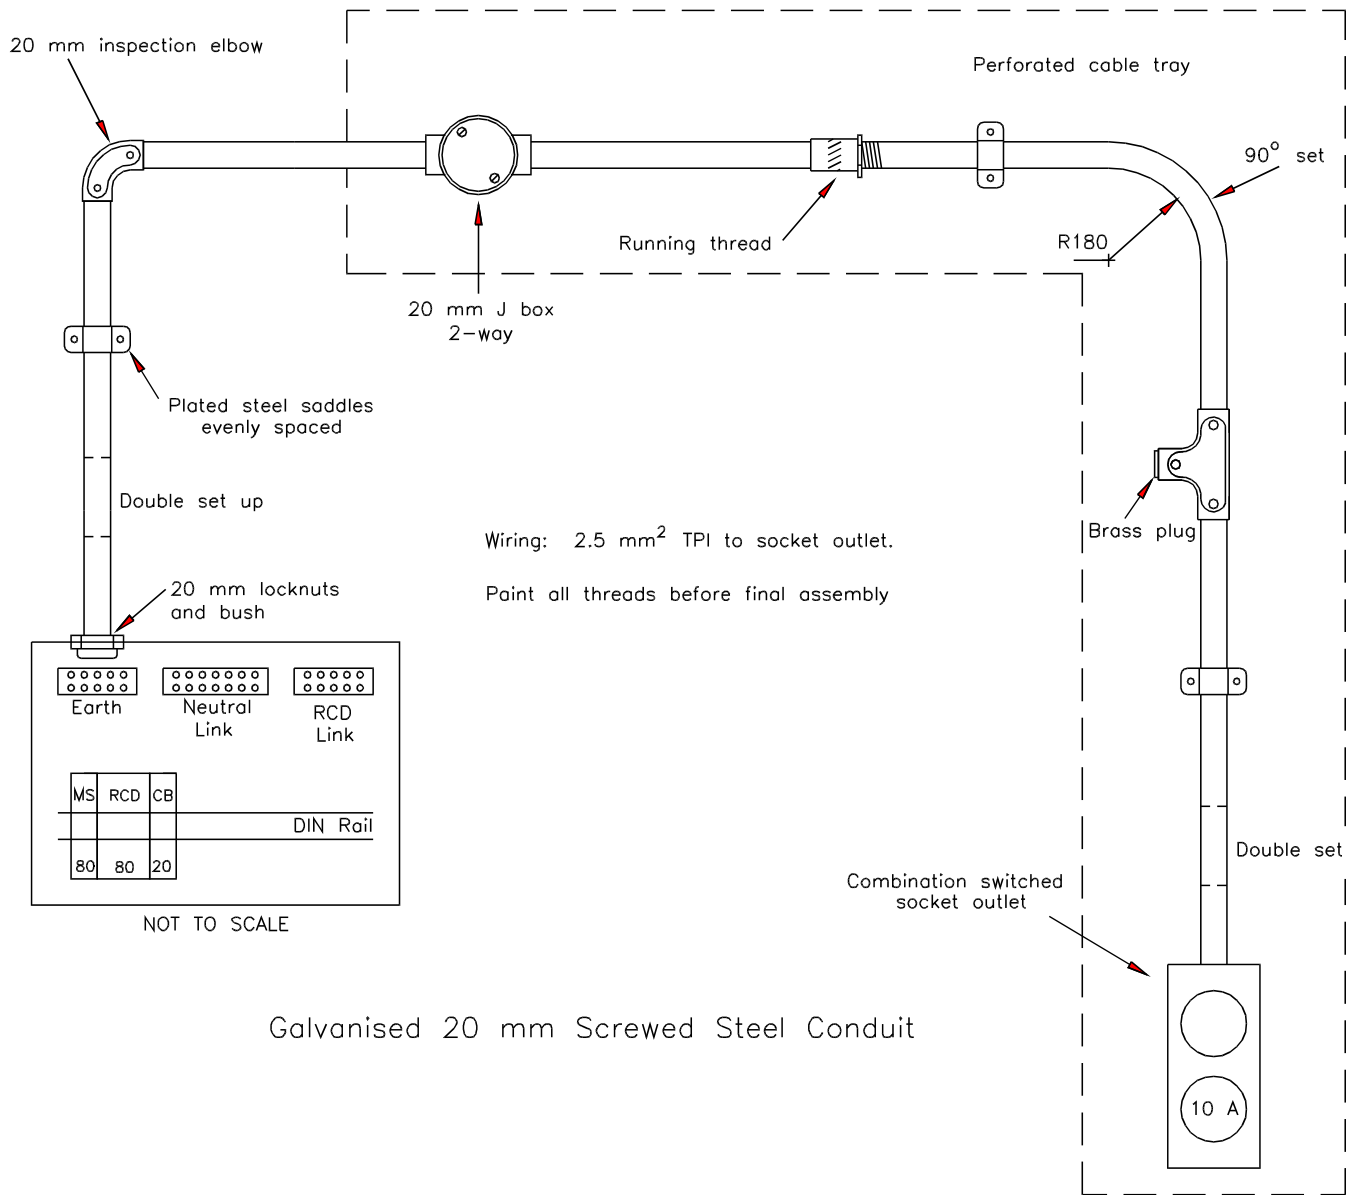 20 mm inspection elbow
Perforated cable tray
90° set
R180
Running thread
20 mm J box
2-way
Plated steel saddles
evenly spaced
Double set up
Brass plug
Wiring: 2.5 mm² TPI to socket outlet.
Paint all threads before final assembly
20 mm locknuts
and bush
Earth
Neutral
Link
RCD
Link
MS RCD CB
DIN Rail
80 80 20
NOT TO SCALE
Double set
Combination switched
socket outlet
Galvanised 20 mm Screwed Steel Conduit
10 A